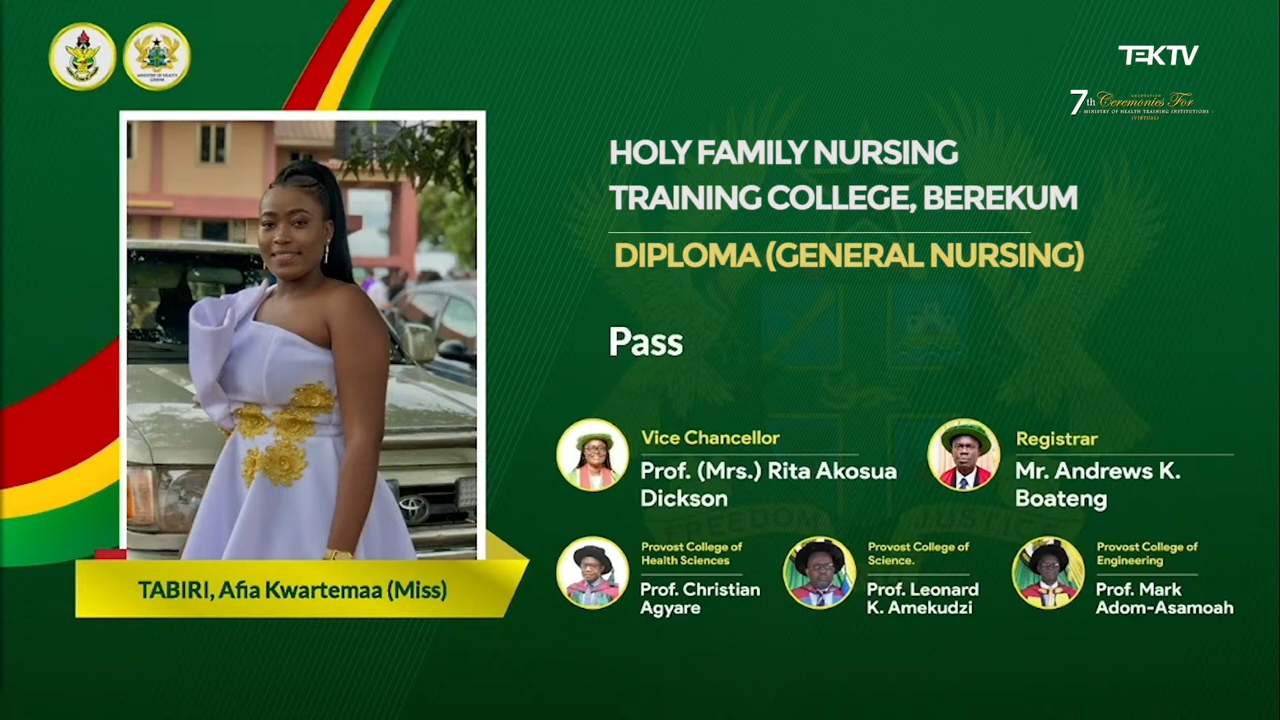 TEKTV
7th Ceremonies For
MINISTRY OF HEALTH TRAINING INSTITUTIONS
(VIRTUAL)
HOLY FAMILY NURSING
TRAINING COLLEGE, BEREKUM
DIPLOMA (GENERAL NURSING)
Pass
Vice Chancellor
Prof. (Mrs.) Rita Akosua
Dickson
Registrar
Mr. Andrews K.
Boateng
Provost College of
Health Sciences
Prof. Christian
Agyare
Provost College of
Science.
Prof. Leonard
K. Amekudzi
Provost College of
Engineering
Prof. Mark
Adom-Asamoah
TABIRI, Afia Kwartemaa (Miss)
FREEDOM
JUSTICE